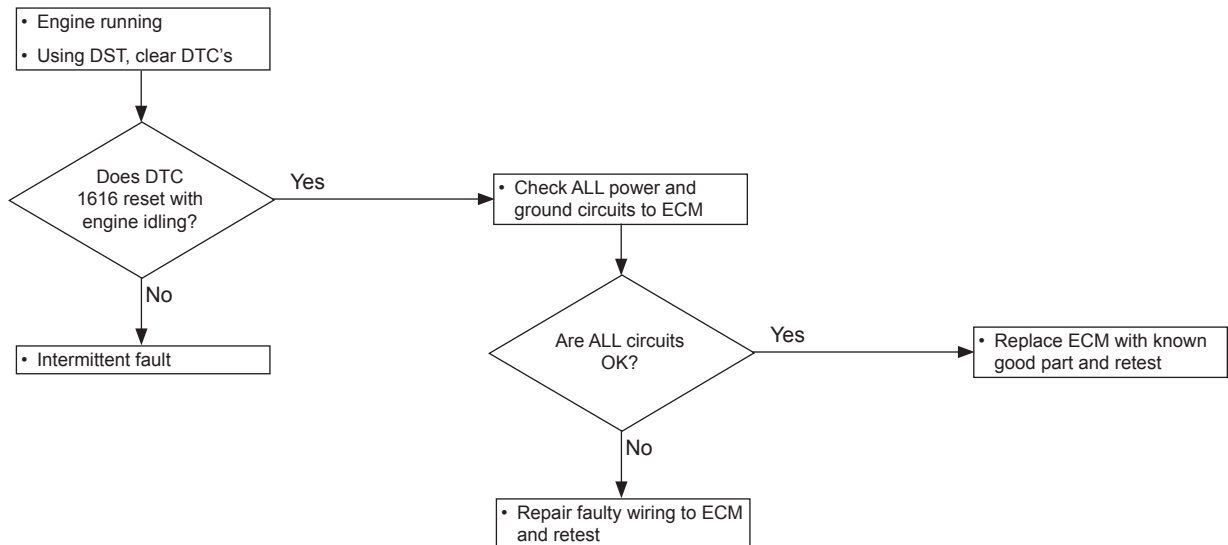 • Engine running
• Using DST, clear DTC's
Does DTC
1616 reset with
engine idling?
Yes
• Check ALL power and
ground circuits to ECM
No
• Intermittent fault
Are ALL circuits
OK?
Yes
• Replace ECM with known
good part and retest
No
• Repair faulty wiring to ECM
and retest